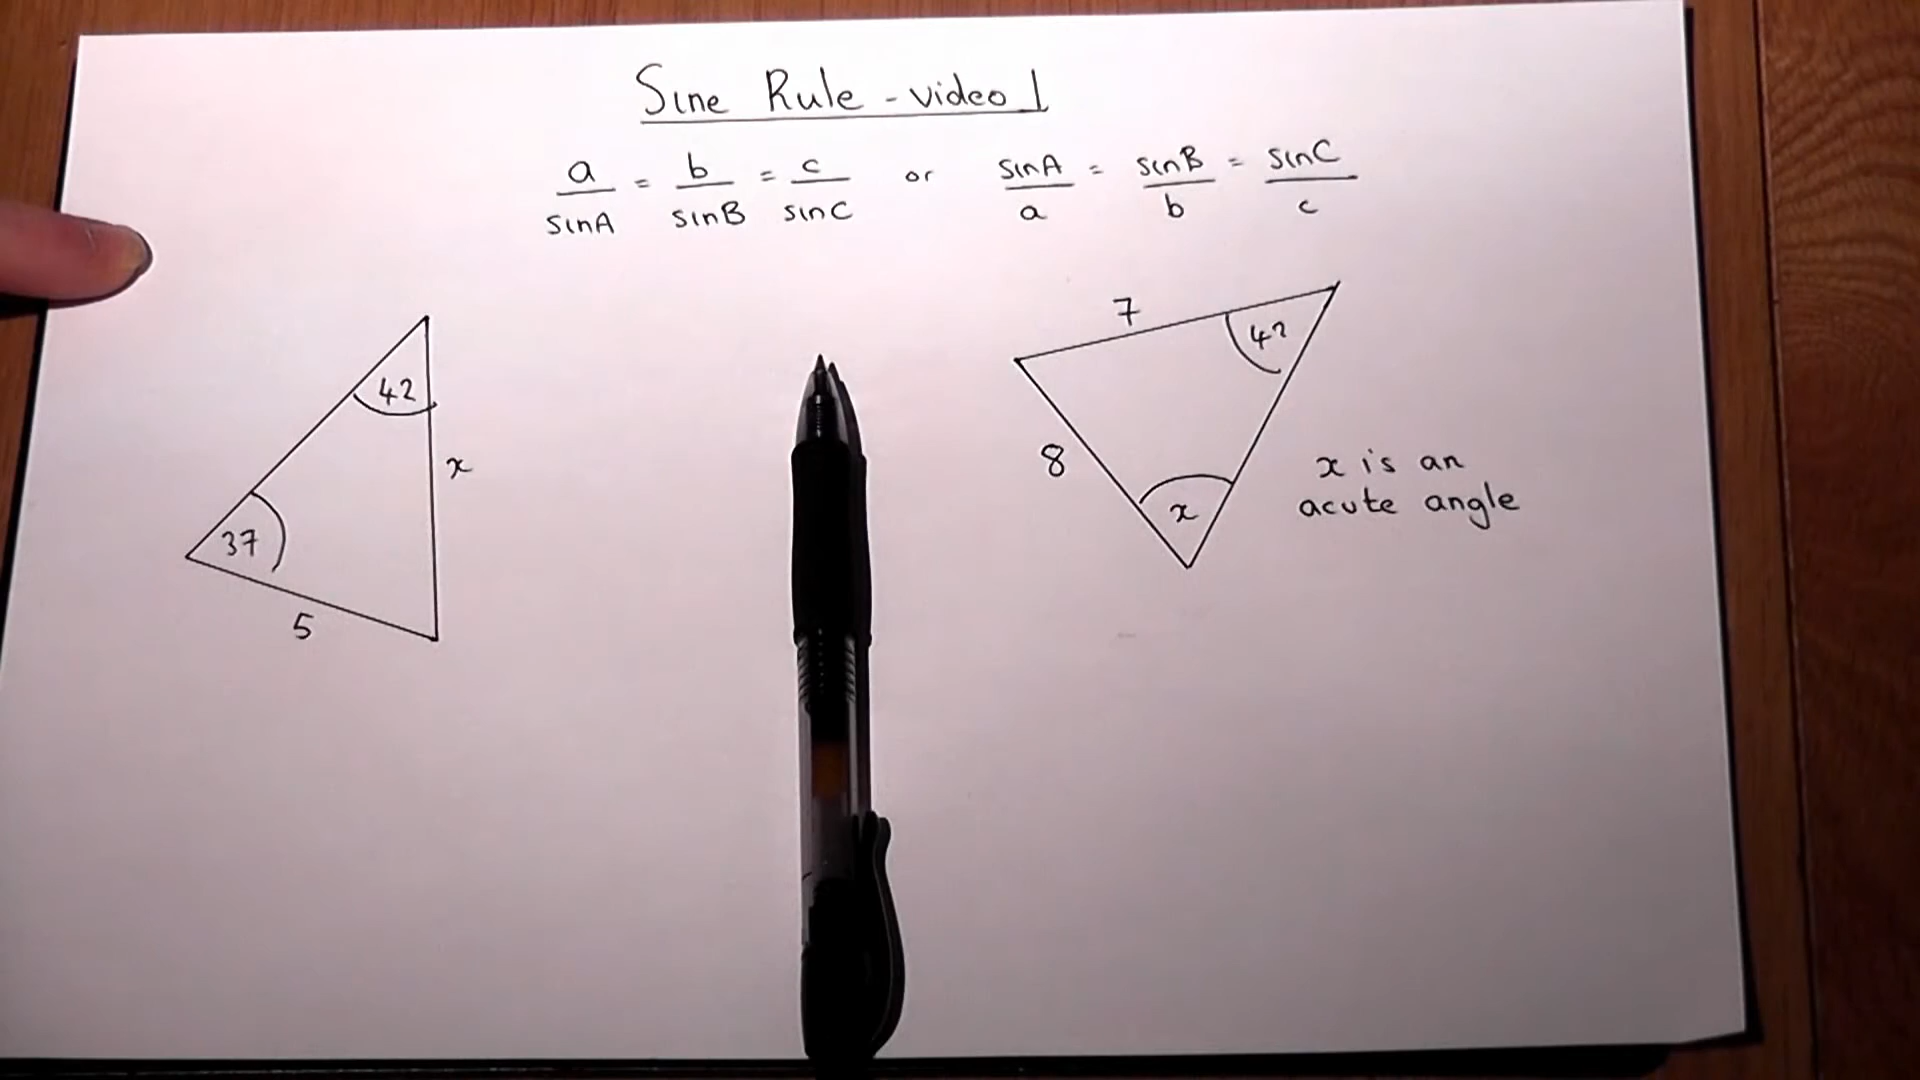 Sine Rule - video 1
a/sinA = b/sinB = c/sinC or sinA/a = sinB/b = sinC/c
42
x
37
5
7
42
8
x
x is an
acute angle